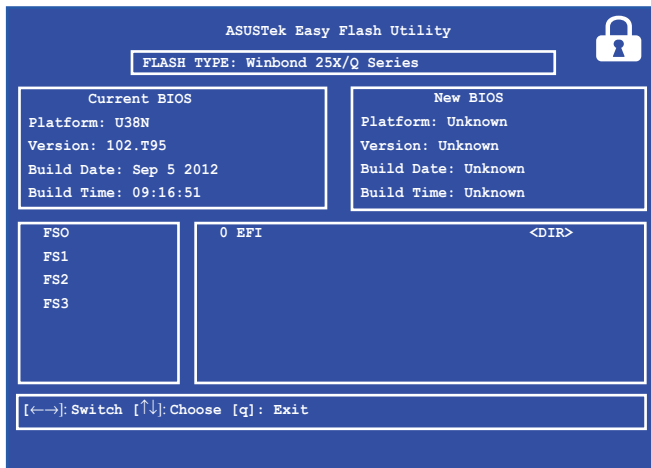 ASUSTek Easy Flash Utility
FLASH TYPE: Winbond 25X/Q Series
Current BIOS
Platform: U38N
Version: 102.T95
Build Date: Sep 5 2012
Build Time: 09:16:51
New BIOS
Platform: Unknown
Version: Unknown
Build Date: Unknown
Build Time: Unknown
FSO
FS1
FS2
FS3
0 EFI <DIR>
[←→]: Switch [↑↓]: Choose [q]: Exit